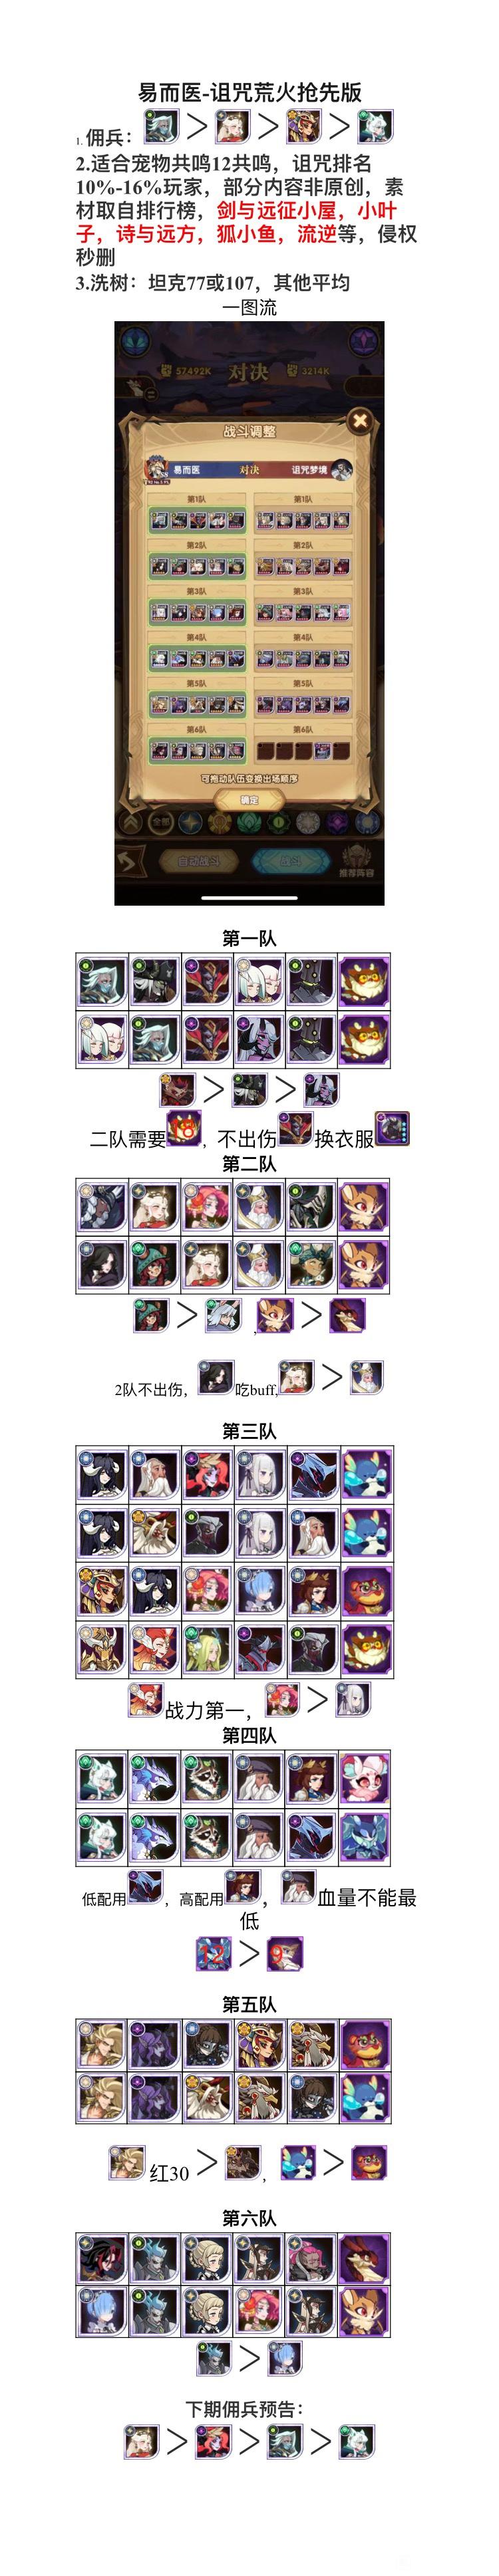 易而医-诅咒荒火抢先版
1. 佣兵： > > >
2.适合宠物共鸣12共鸣，诅咒排名
10%-16%玩家，部分内容非原创，素
材取自排行榜，剑与远征小屋，小叶
子，诗与远方，狐小鱼，流逆等，侵权
秒删
3.洗树：坦克77或107，其他平均
一图流
57492K 对决 3214K
战斗调整
易而医 对决 诅咒梦境
第1队 第1队
第2队 第2队
第3队 第3队
第4队 第4队
第5队 第5队
第6队 第6队
可拖动队伍变换出场顺序
确定
全部
自动战斗 战斗 推荐阵容
第一队
> >
二队需要，不出伤换衣服
第二队
> , >
2队不出伤，吃buff, >
第三队
战力第一， >
第四队
低配用，高配用，血量不能最
低
12 > 9
第五队
红30 > ， >
第六队
>
下期佣兵预告：
> > >